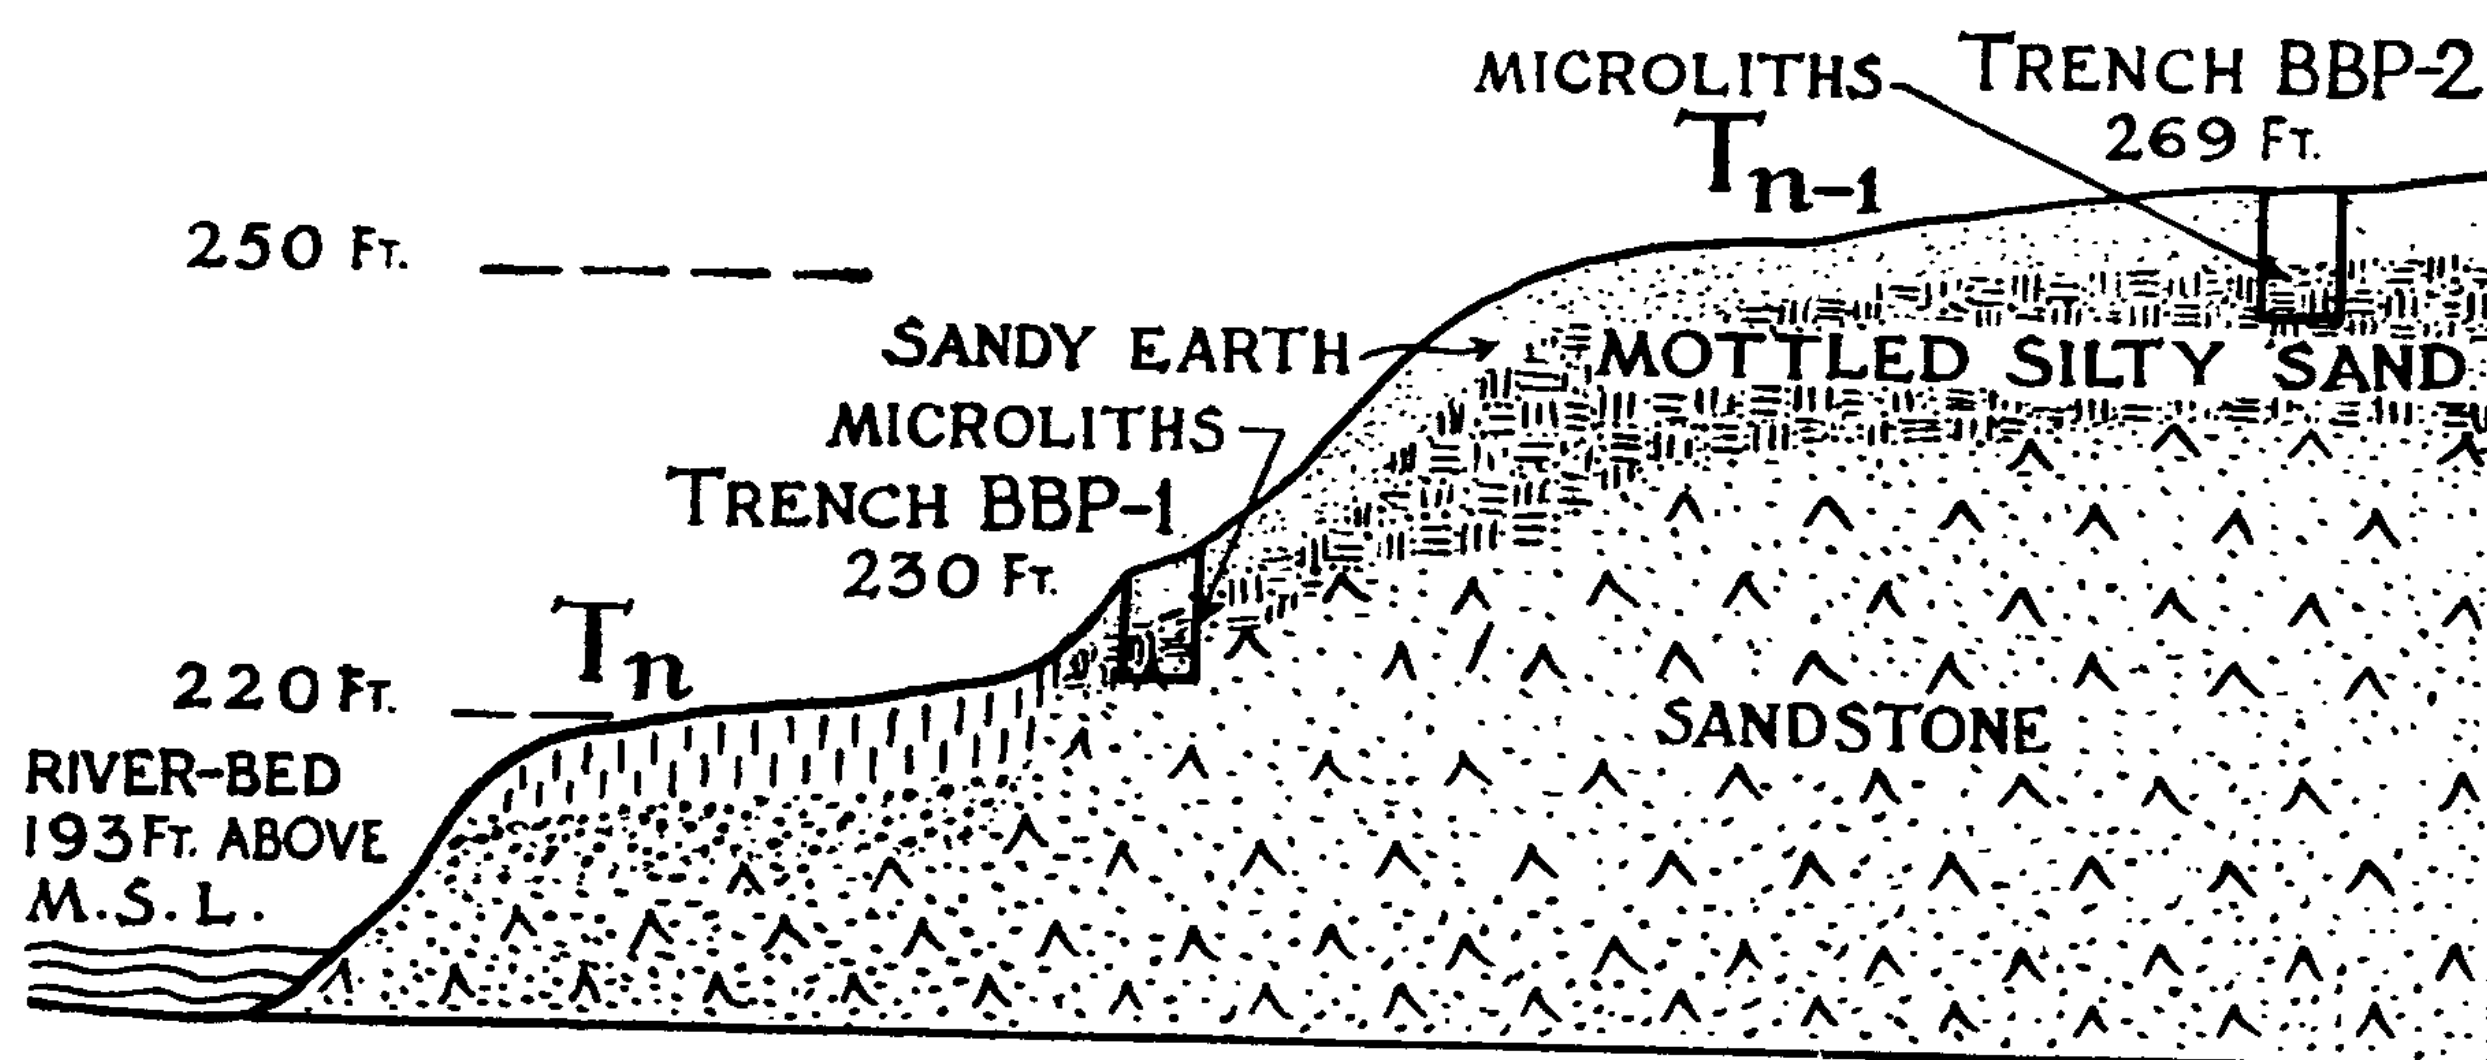 MICROLITHS
TRENCH BBP-2
269 FT.
Tn-1
250 FT.
SANDY EARTH
MOTTLED SILTY SAND
MICROLITHS
TRENCH BBP-1
230 FT.
Tn
220 FT.
SANDSTONE
RIVER-BED
193 FT. ABOVE
M.S.L.